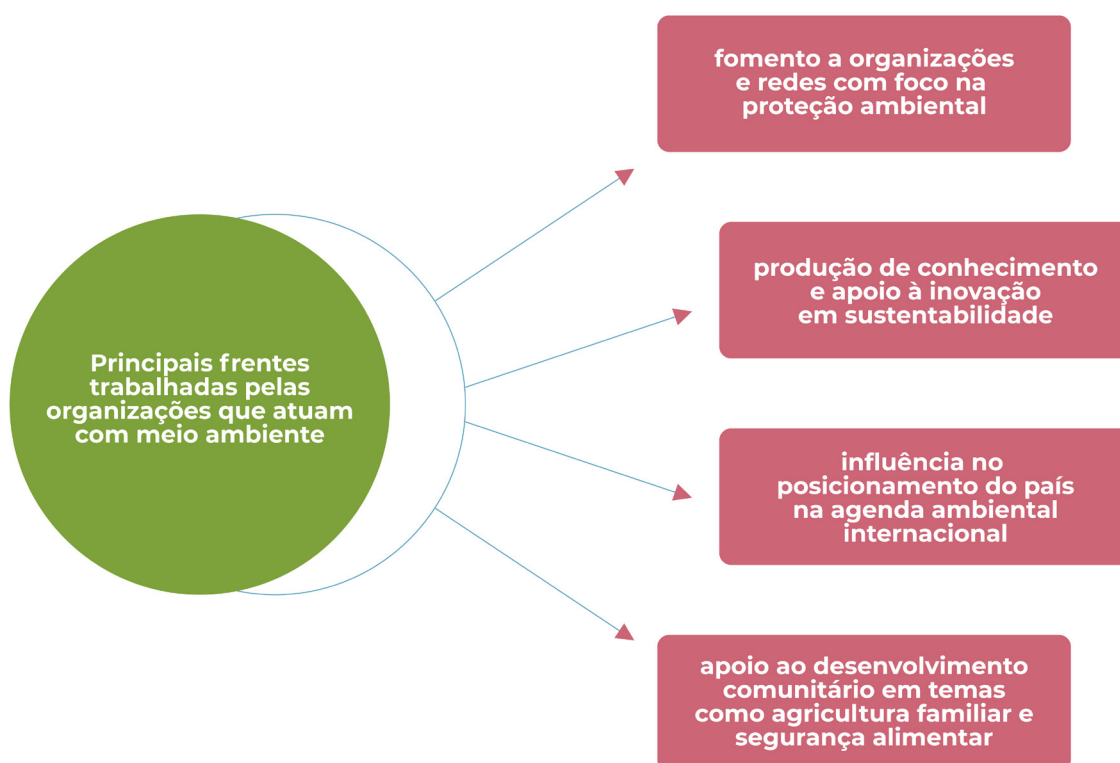 fomento a organizações
e redes com foco na
proteção ambiental
produção de conhecimento
e apoio à inovação
em sustentabilidade
Principais frentes
trabalhadas pelas
organizações que atuam
com meio ambiente
influência no
posicionamento do país
na agenda ambiental
internacional
apoio ao desenvolvimento
comunitário em temas
como agricultura familiar e
segurança alimentar